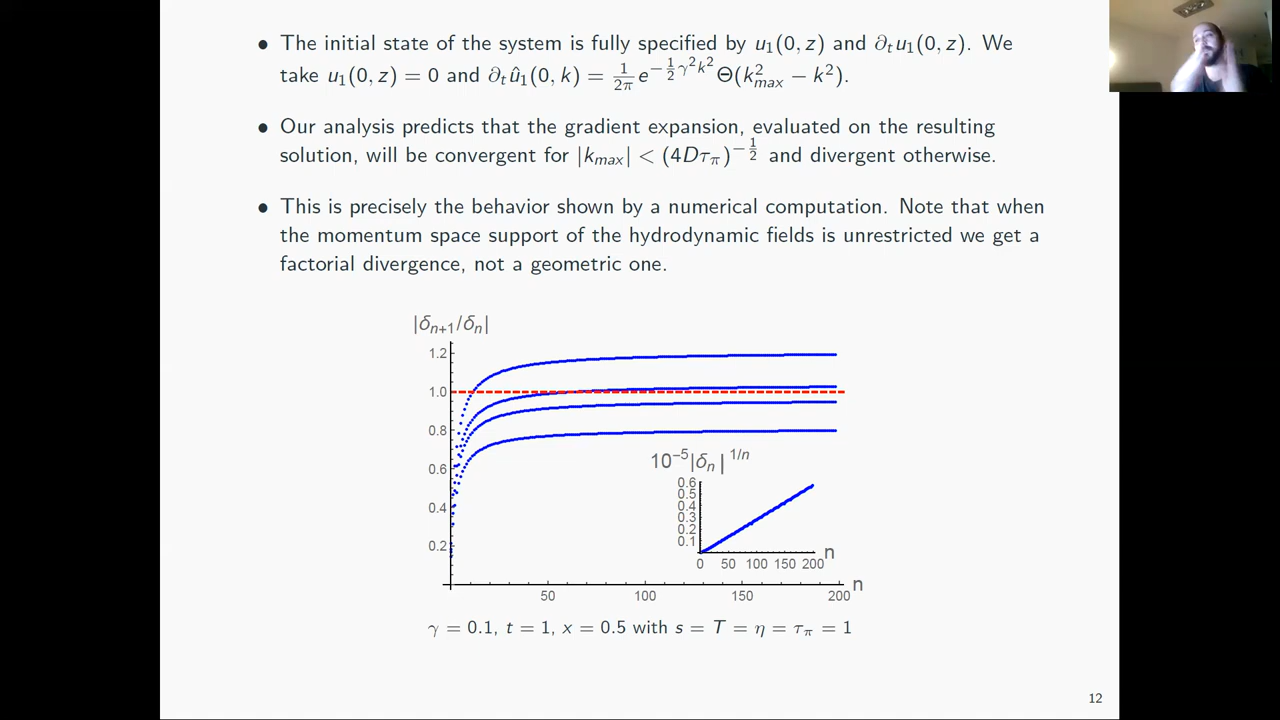 • The initial state of the system is fully specified by u₁(0, z) and ∂ₜu₁(0, z). We
take u₁(0, z) = 0 and ∂ₜû₁(0, k) = 1/2π e^{−½γ²k²} Θ(k²_max − k²).
• Our analysis predicts that the gradient expansion, evaluated on the resulting
solution, will be convergent for |k_max| < (4Dτ_π)^{−½} and divergent otherwise.
• This is precisely the behavior shown by a numerical computation. Note that when
the momentum space support of the hydrodynamic fields is unrestricted we get a
factorial divergence, not a geometric one.
|δₙ₊₁/δₙ|
1.2
1.0
0.8
0.6
0.4
0.2
50 100 150 200 n
10⁻⁵|δₙ|^{1/n}
0.6
0.5
0.4
0.3
0.2
0.1
0 50 100 150 200 n
γ = 0.1, t = 1, x = 0.5 with s = T = η = τ_π = 1
12